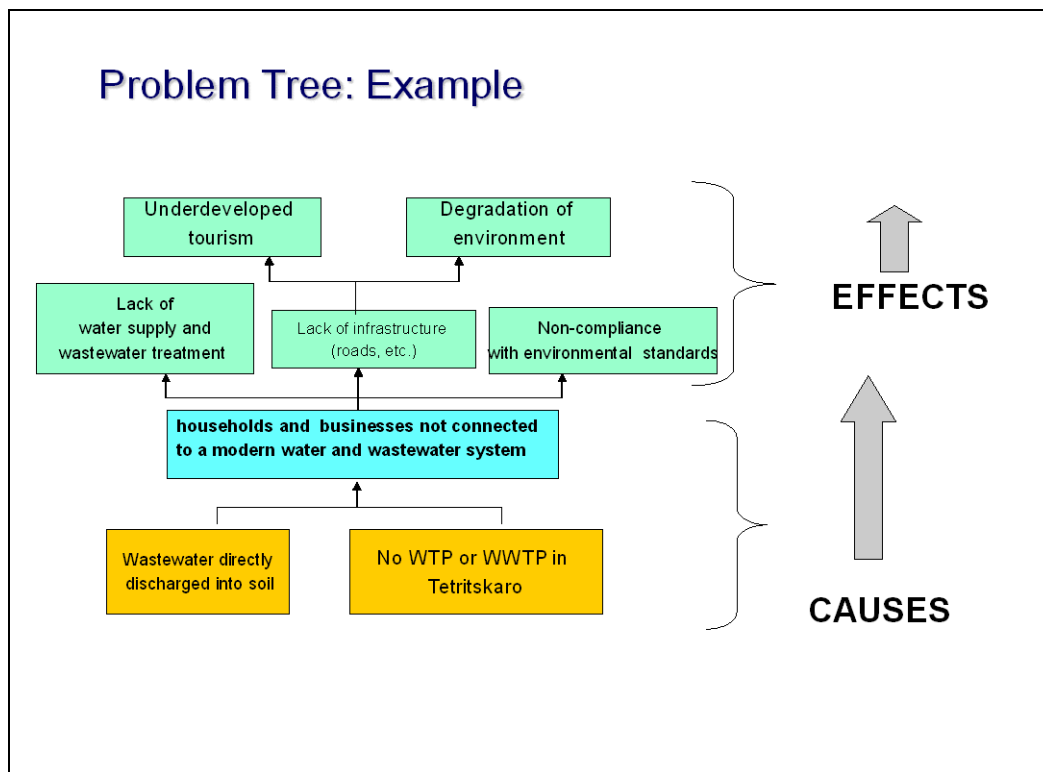 Problem Tree: Example
Underdeveloped
tourism
Degradation of
environment
EFFECTS
Lack of
water supply and
wastewater treatment
Lack of infrastructure
(roads, etc.)
Non-compliance
with environmental standards
households and businesses not connected
to a modern water and wastewater system
Wastewater directly
discharged into soil
No WTP or WWTP in
Tetritskaro
CAUSES